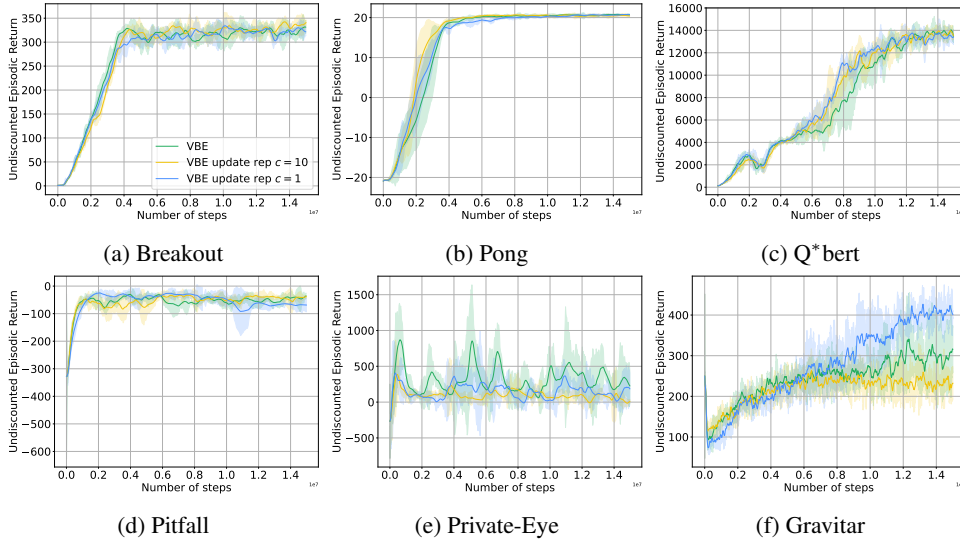 Undiscounted Episodic Return
350
300
250
200
150
100
50
0
VBE
VBE update rep c = 10
VBE update rep c = 1
0.0 0.2 0.4 0.6 0.8 1.0 1.2 1.4
1e7
Number of steps
(a) Breakout
Undiscounted Episodic Return
20
10
0
−10
−20
0.0 0.2 0.4 0.6 0.8 1.0 1.2 1.4
1e7
Number of steps
(b) Pong
Undiscounted Episodic Return
14000
12000
10000
8000
6000
4000
2000
0
0.0 0.2 0.4 0.6 0.8 1.0 1.2 1.4
Number of steps
(c) Q*bert
Undiscounted Episodic Return
0
−100
−200
−300
−400
−500
−600
0.0 0.2 0.4 0.6 0.8 1.0 1.2 1.4
1e7
Number of steps
(d) Pitfall
Undiscounted Episodic Return
1500
1000
500
0
−500
0.0 0.2 0.4 0.6 0.8 1.0 1.2 1.4
1e7
Number of steps
(e) Private-Eye
Undiscounted Episodic Return
400
300
200
100
0.0 0.2 0.4 0.6 0.8 1.0 1.2 1.4
Number of steps
(f) Gravitar